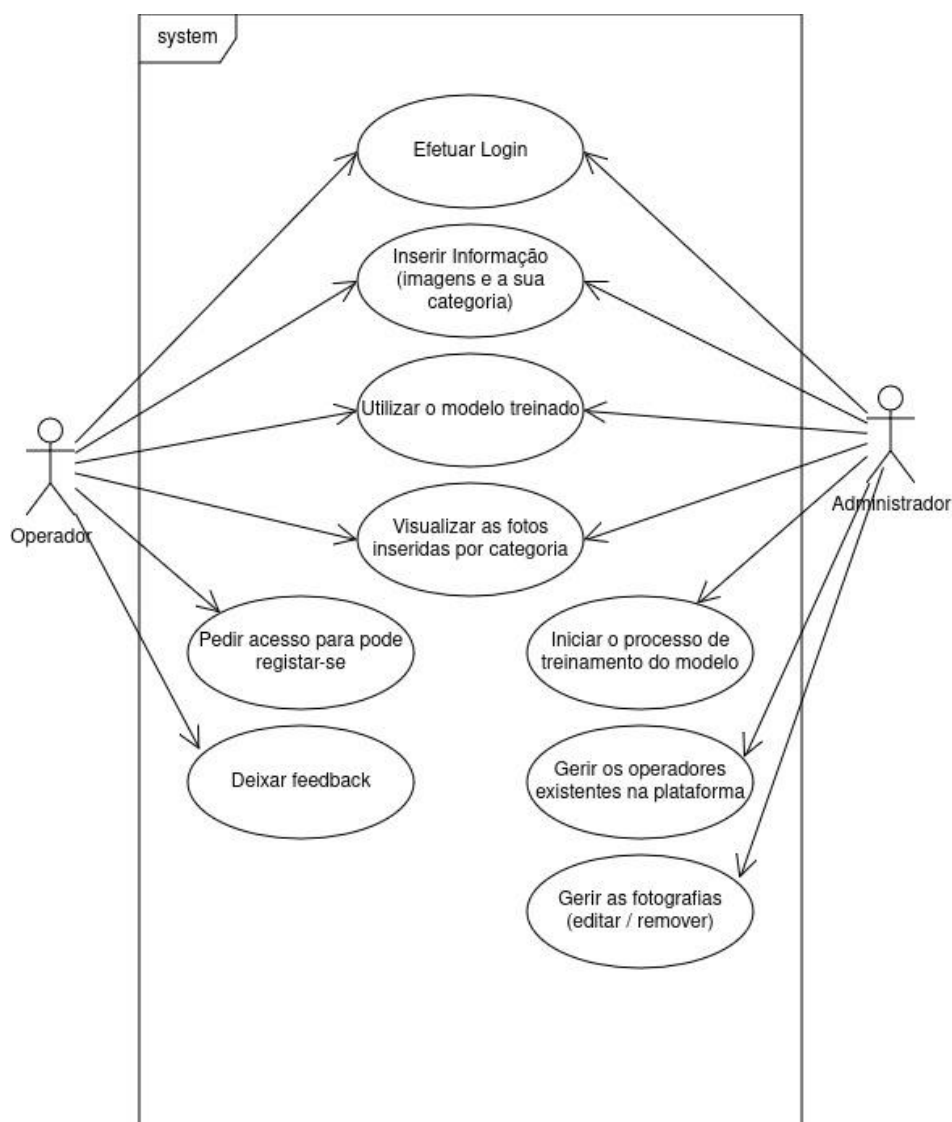 system
Efetuar Login
Inserir Informação
(imagens e a sua
categoria)
Utilizar o modelo treinado
Operador
Administrador
Visualizar as fotos
inseridas por categoria
Pedir acesso para pode
registar-se
Iniciar o processo de
treinamento do modelo
Deixar feedback
Gerir os operadores
existentes na plataforma
Gerir as fotografias
(editar / remover)